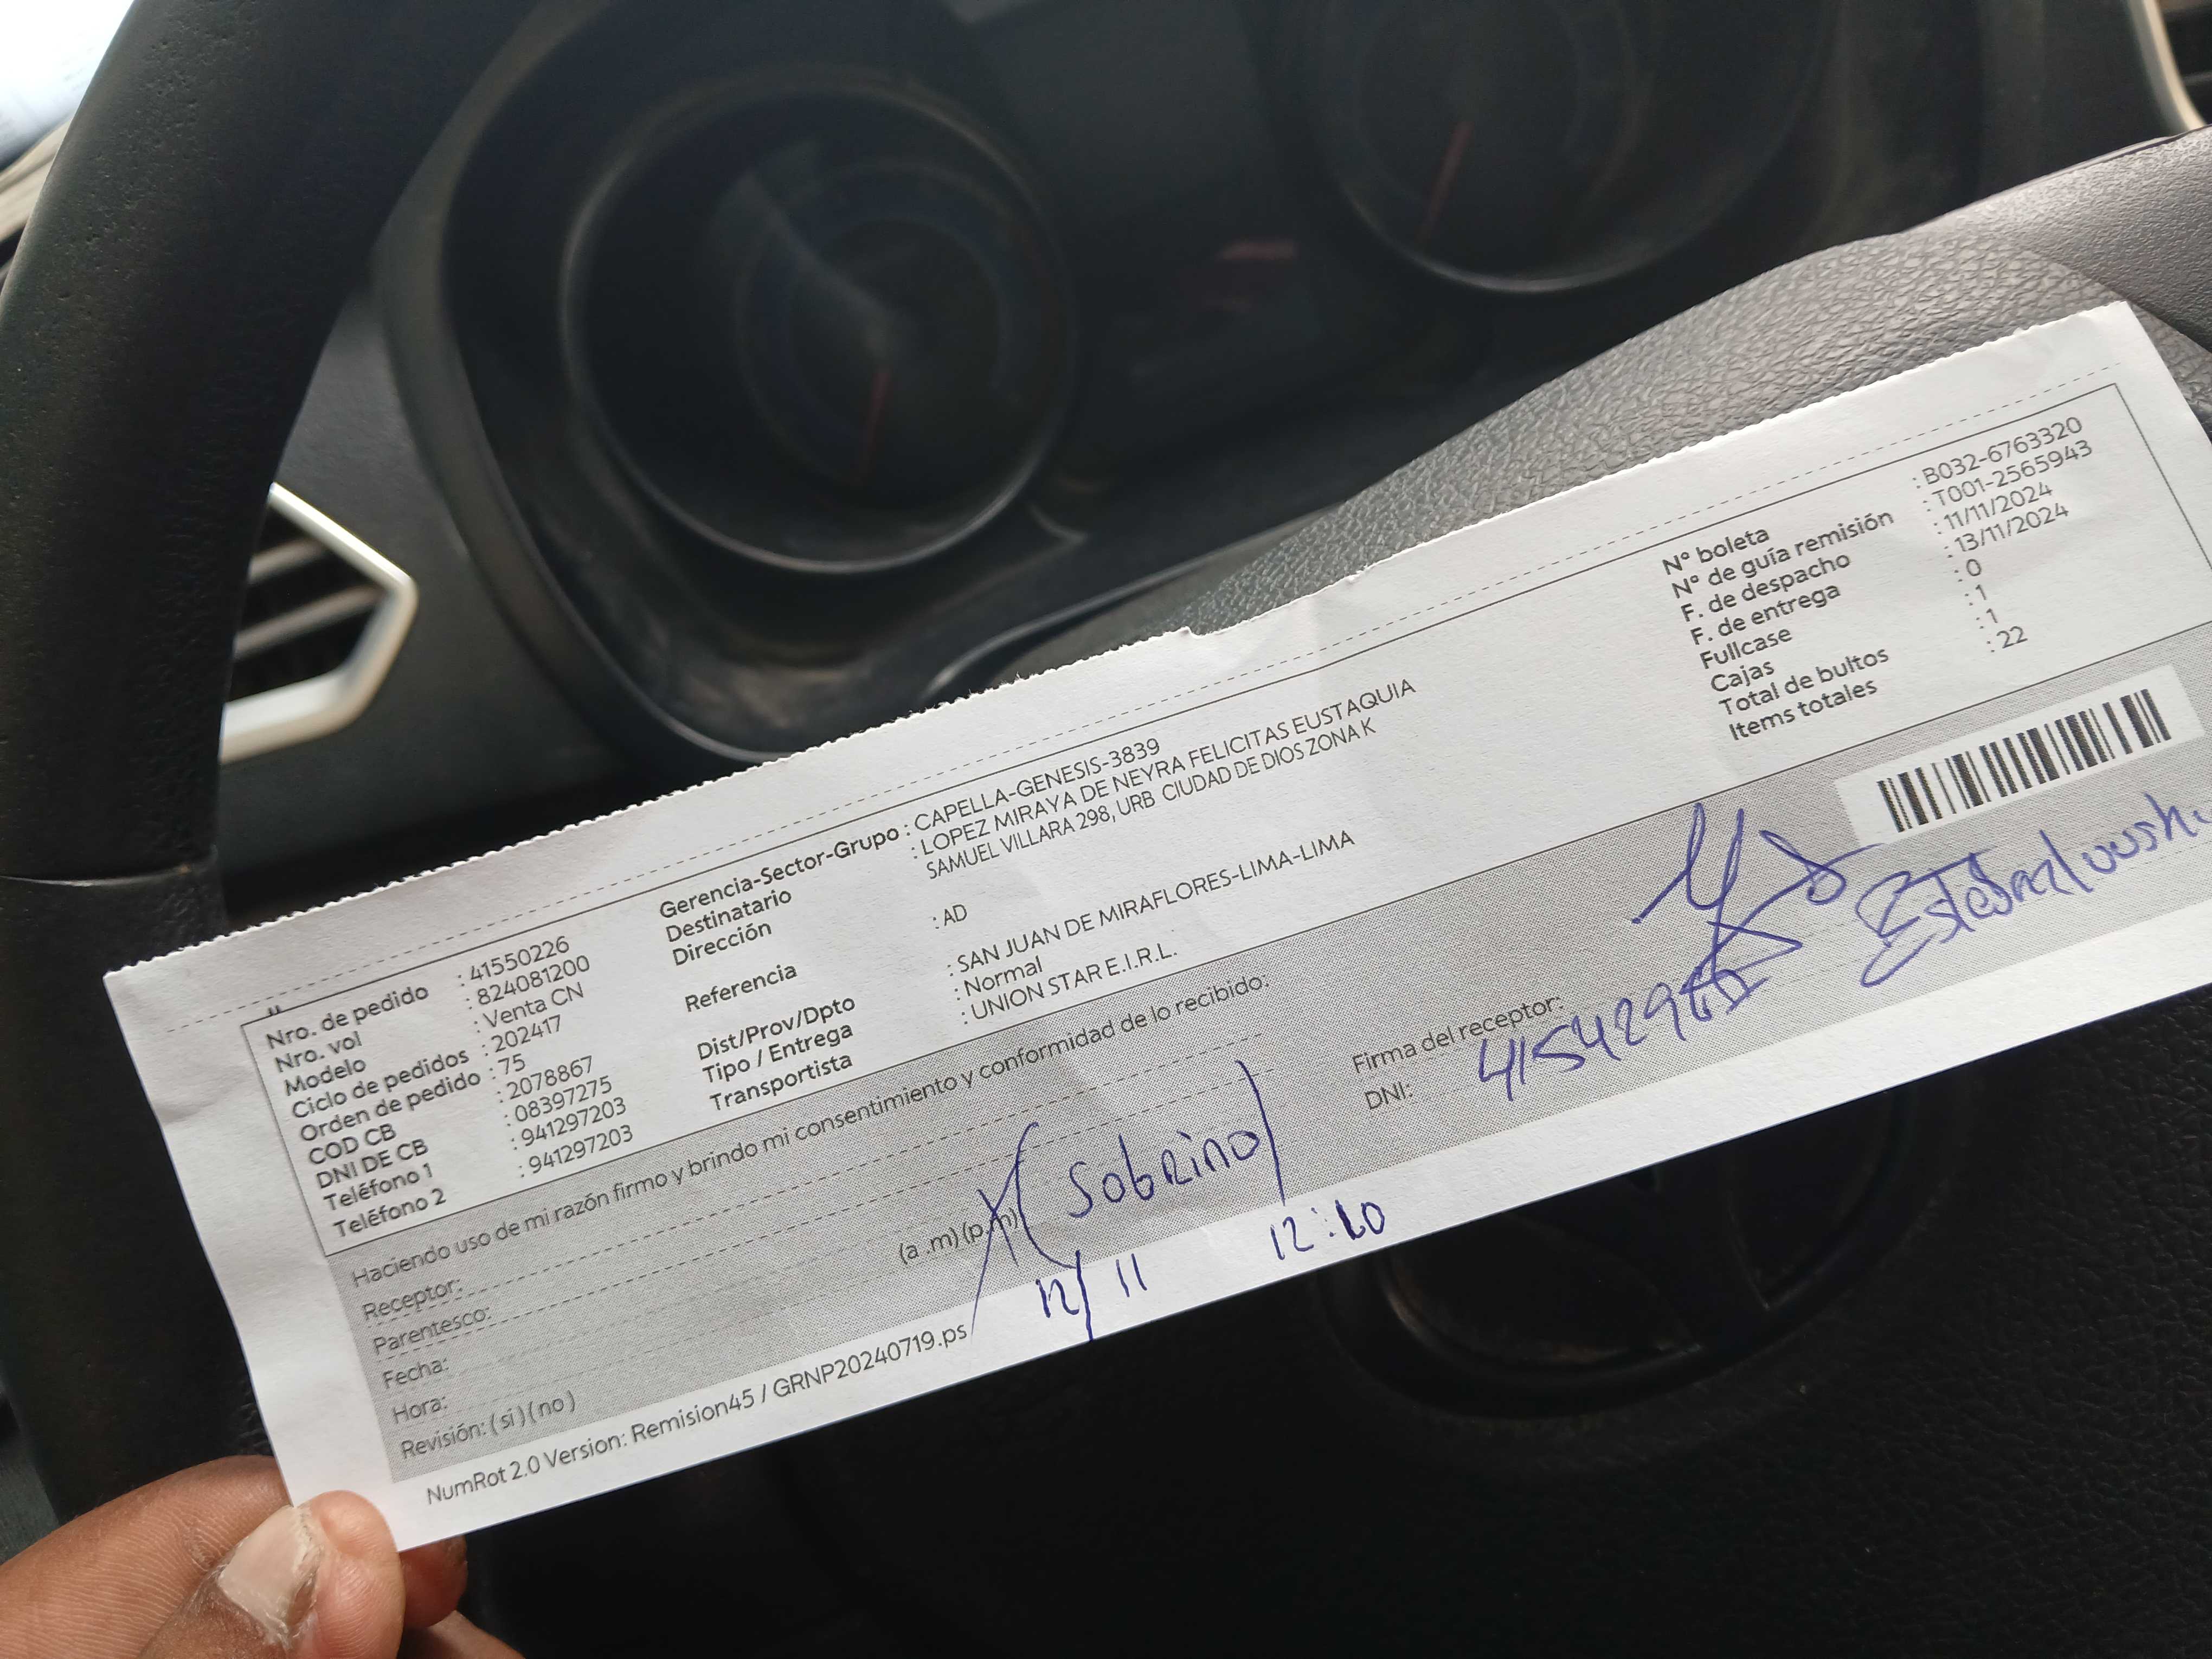 Nro. de pedido : 41550226
Nro. vol : 824081200
Modelo : Venta CN
Ciclo de pedidos : 202417
Orden de pedido : 75
COD CB : 2078867
DNI DE CB : 08397275
Teléfono 1 : 941297203
Teléfono 2 : 941297203
Gerencia-Sector-Grupo : CAPELLA-GENESIS-3839
Destinatario : LOPEZ MIRAYA DE NEYRA FELICITAS EUSTAQUIA
Dirección SAMUEL VILLARA 298, URB CIUDAD DE DIOS ZONA K
Referencia : AD
Dist/Prov/Dpto : SAN JUAN DE MIRAFLORES-LIMA-LIMA
Tipo / Entrega : Normal
Transportista : UNION STAR E.I.R.L.
N° boleta : B032-6763320
N° de guía remisión : T001-2565943
F. de despacho : 11/11/2024
F. de entrega : 13/11/2024
Fullcase : 0
Cajas : 1
Total de bultos : 1
Items totales : 22
Haciendo uso de mi razón firmo y brindo mi consentimiento y conformidad de lo recibido:
Receptor:
Parentesco:
Fecha:
Hora: (a .m) (p.m)
Revisión: ( si ) ( no )
(Sobrino)
12/11 12:10
Firma del receptor:
DNI:
NumRot 2.0 Version: Remision45 / GRNP20240719.ps